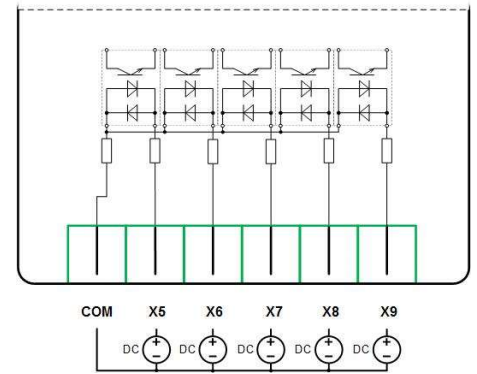 COM X5 X6 X7 X8 X9
DC + − DC + − DC + − DC + − DC + −